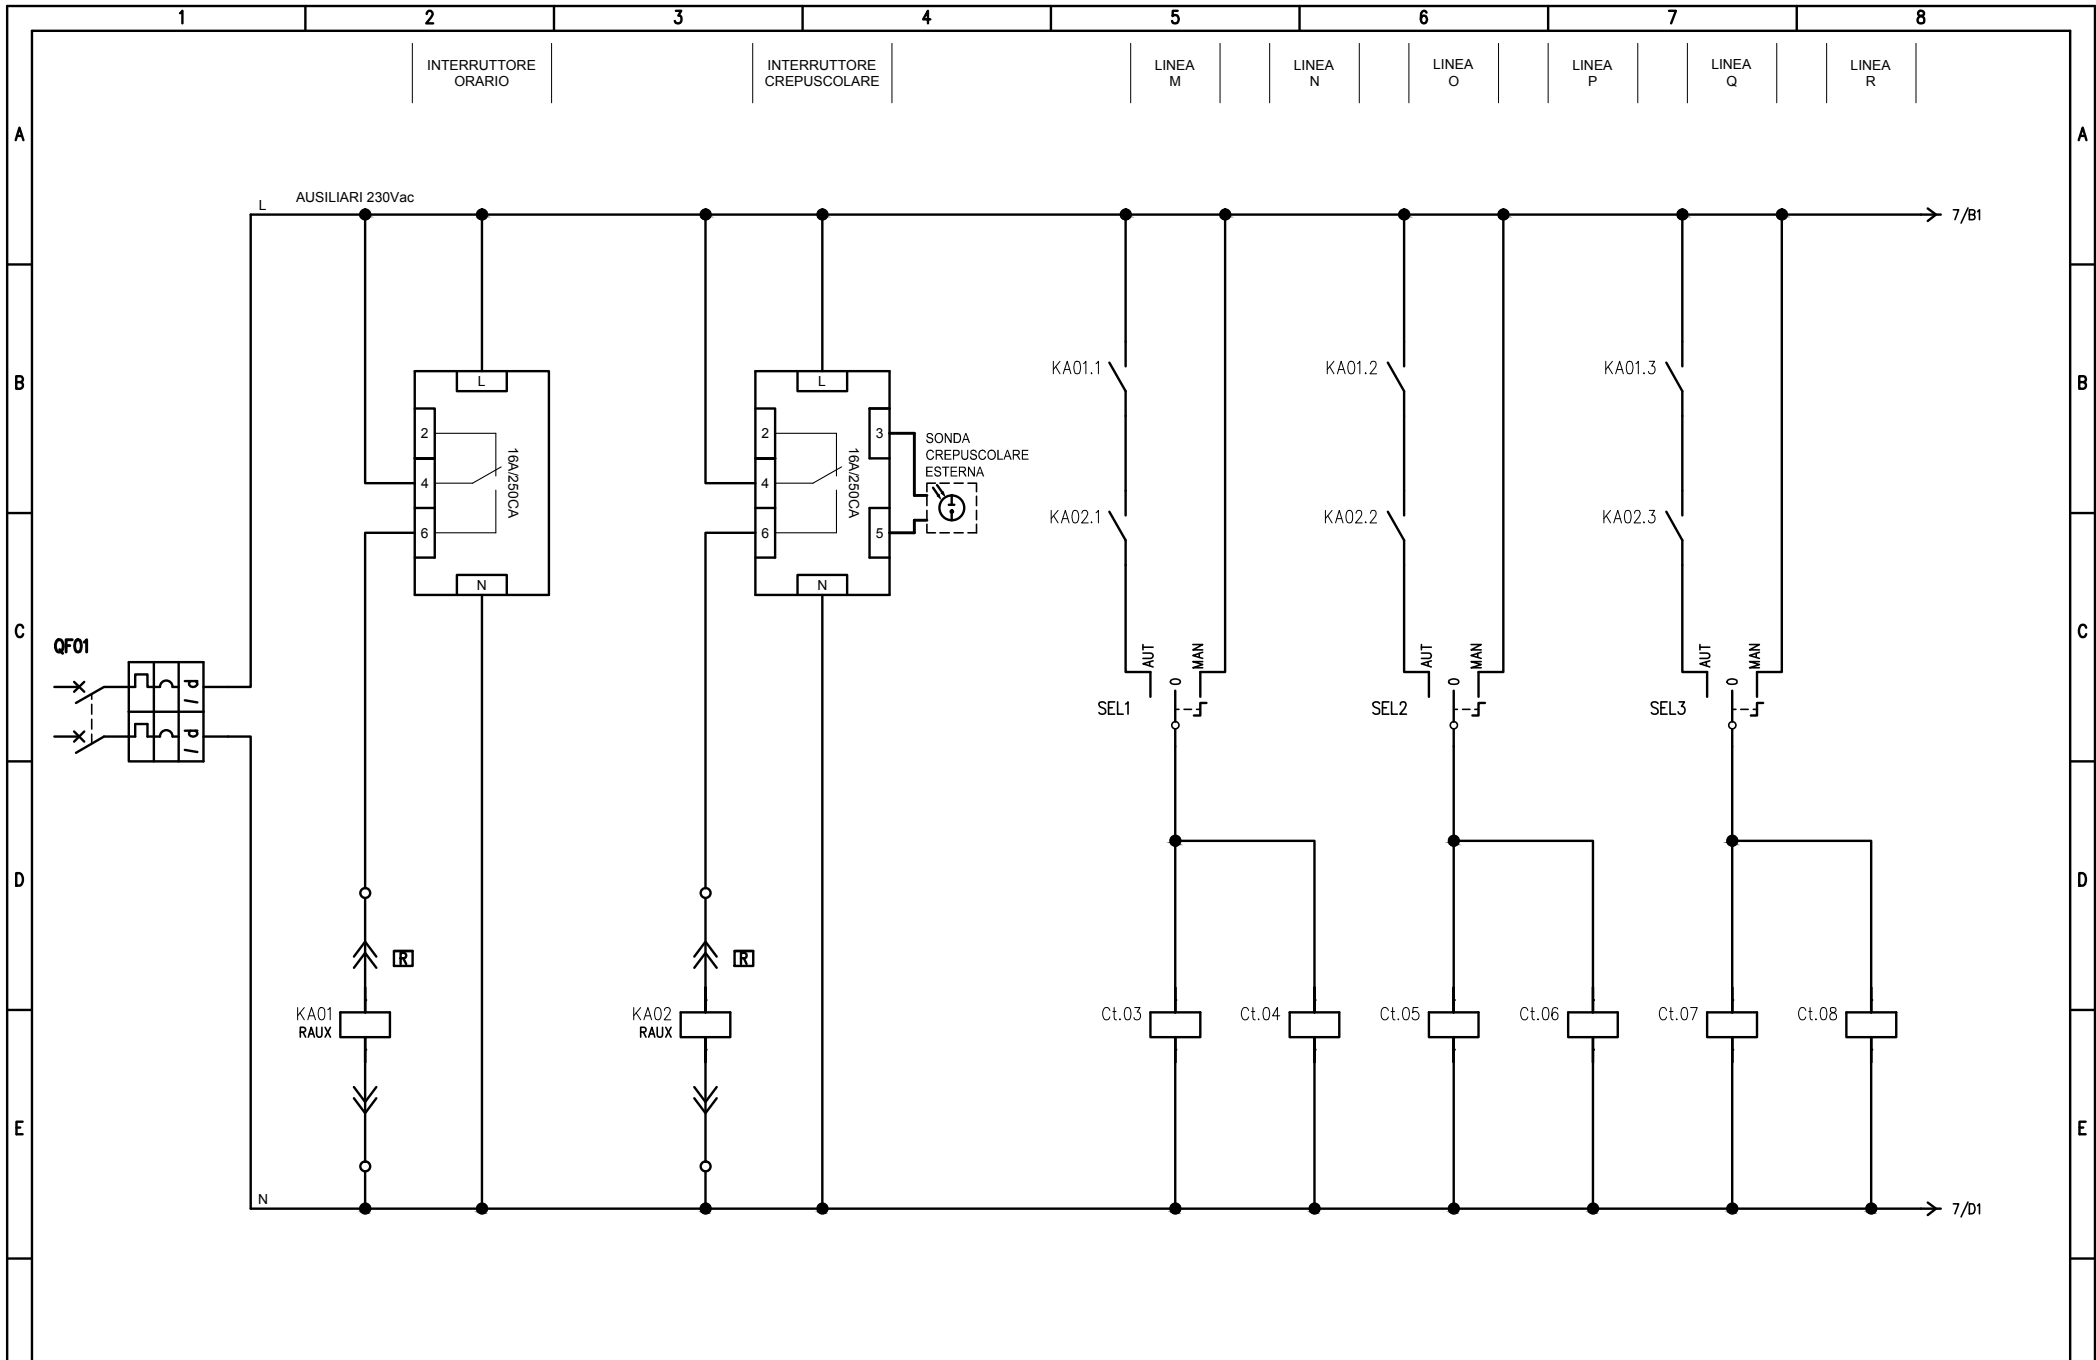 1 2 3 4 5 6 7 8
INTERRUTTORE
ORARIO
INTERRUTTORE
CREPUSCOLARE
LINEA
M
LINEA
N
LINEA
O
LINEA
P
LINEA
Q
LINEA
R
A A
L AUSILIARI 230Vac
7/B1
B B
L
2
4
6
16A/250CA
N
L
2
4
6
16A/250CA
3
5
N
SONDA
CREPUSCOLARE
ESTERNA
KA01.1
KA01.2
KA01.3
KA02.1
KA02.2
KA02.3
C C
QF01
I d
I d
AUT 0 MAN
SEL1
AUT 0 MAN
SEL2
AUT 0 MAN
SEL3
D D
R
R
KA01
RAUX
KA02
RAUX
Ct.03
Ct.04
Ct.05
Ct.06
Ct.07
Ct.08
E E
N
7/D1